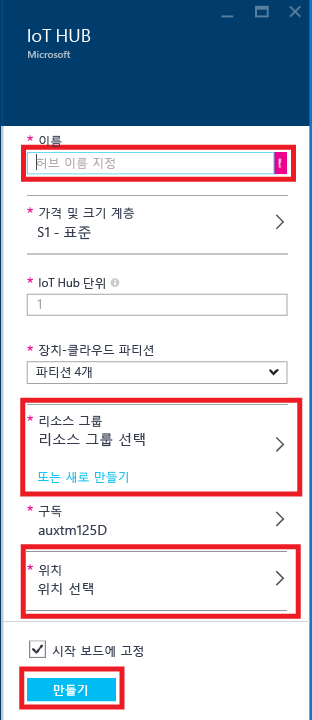 IoT HUB
Microsoft
* 이름
허브 이름 지정
!
* 가격 및 크기 계층
S1 - 표준
* IoT Hub 단위
1
* 장치-클라우드 파티션
파티션 4개
* 리소스 그룹
리소스 그룹 선택
또는 새로 만들기
* 구독
auxtm125D
* 위치
위치 선택
시작 보드에 고정
만들기